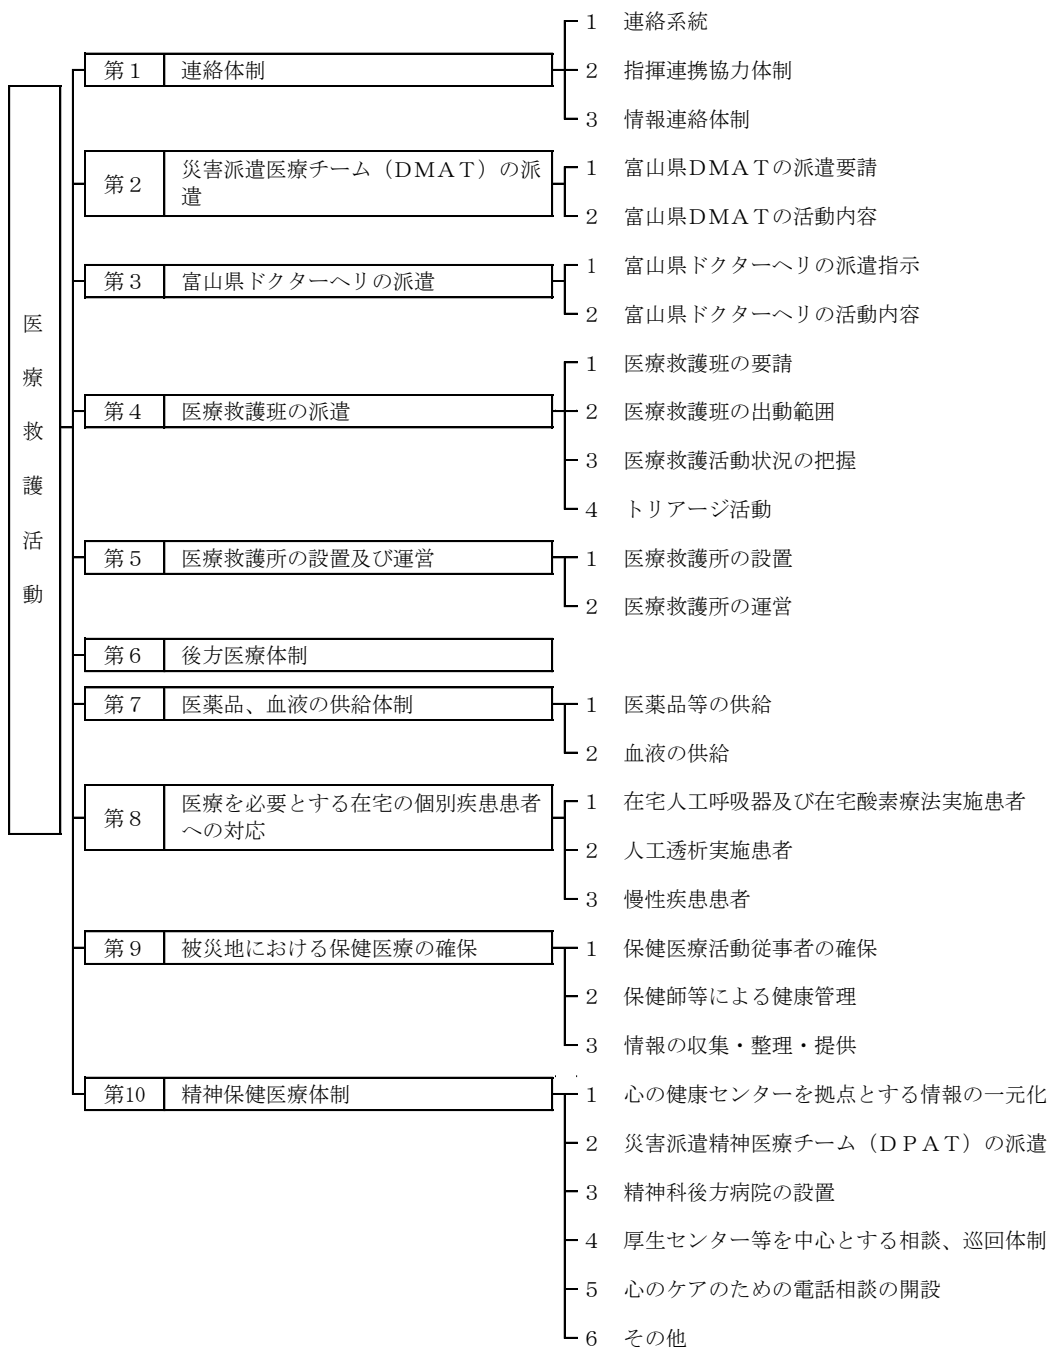 医療救護活動
第１ 連絡体制
１ 連絡系統
２ 指揮連携協力体制
３ 情報連絡体制
第２ 災害派遣医療チーム（ＤＭＡＴ）の派
遣
１ 富山県DMATの派遣要請
２ 富山県DMATの活動内容
第３ 富山県ドクターヘリの派遣
１ 富山県ドクターヘリの派遣指示
２ 富山県ドクターヘリの活動内容
第４ 医療救護班の派遣
１ 医療救護班の要請
２ 医療救護班の出動範囲
３ 医療救護活動状況の把握
４ トリアージ活動
第５ 医療救護所の設置及び運営
１ 医療救護所の設置
２ 医療救護所の運営
第６ 後方医療体制
第７ 医薬品、血液の供給体制
１ 医薬品等の供給
２ 血液の供給
第８ 医療を必要とする在宅の個別疾患患者
への対応
１ 在宅人工呼吸器及び在宅酸素療法実施患者
２ 人工透析実施患者
３ 慢性疾患患者
第９ 被災地における保健医療の確保
１ 保健医療活動従事者の確保
２ 保健師等による健康管理
３ 情報の収集・整理・提供
第10 精神保健医療体制
１ 心の健康センターを拠点とする情報の一元化
２ 災害派遣精神医療チーム（ＤＰＡＴ）の派遣
３ 精神科後方病院の設置
４ 厚生センター等を中心とする相談、巡回体制
５ 心のケアのための電話相談の開設
６ その他